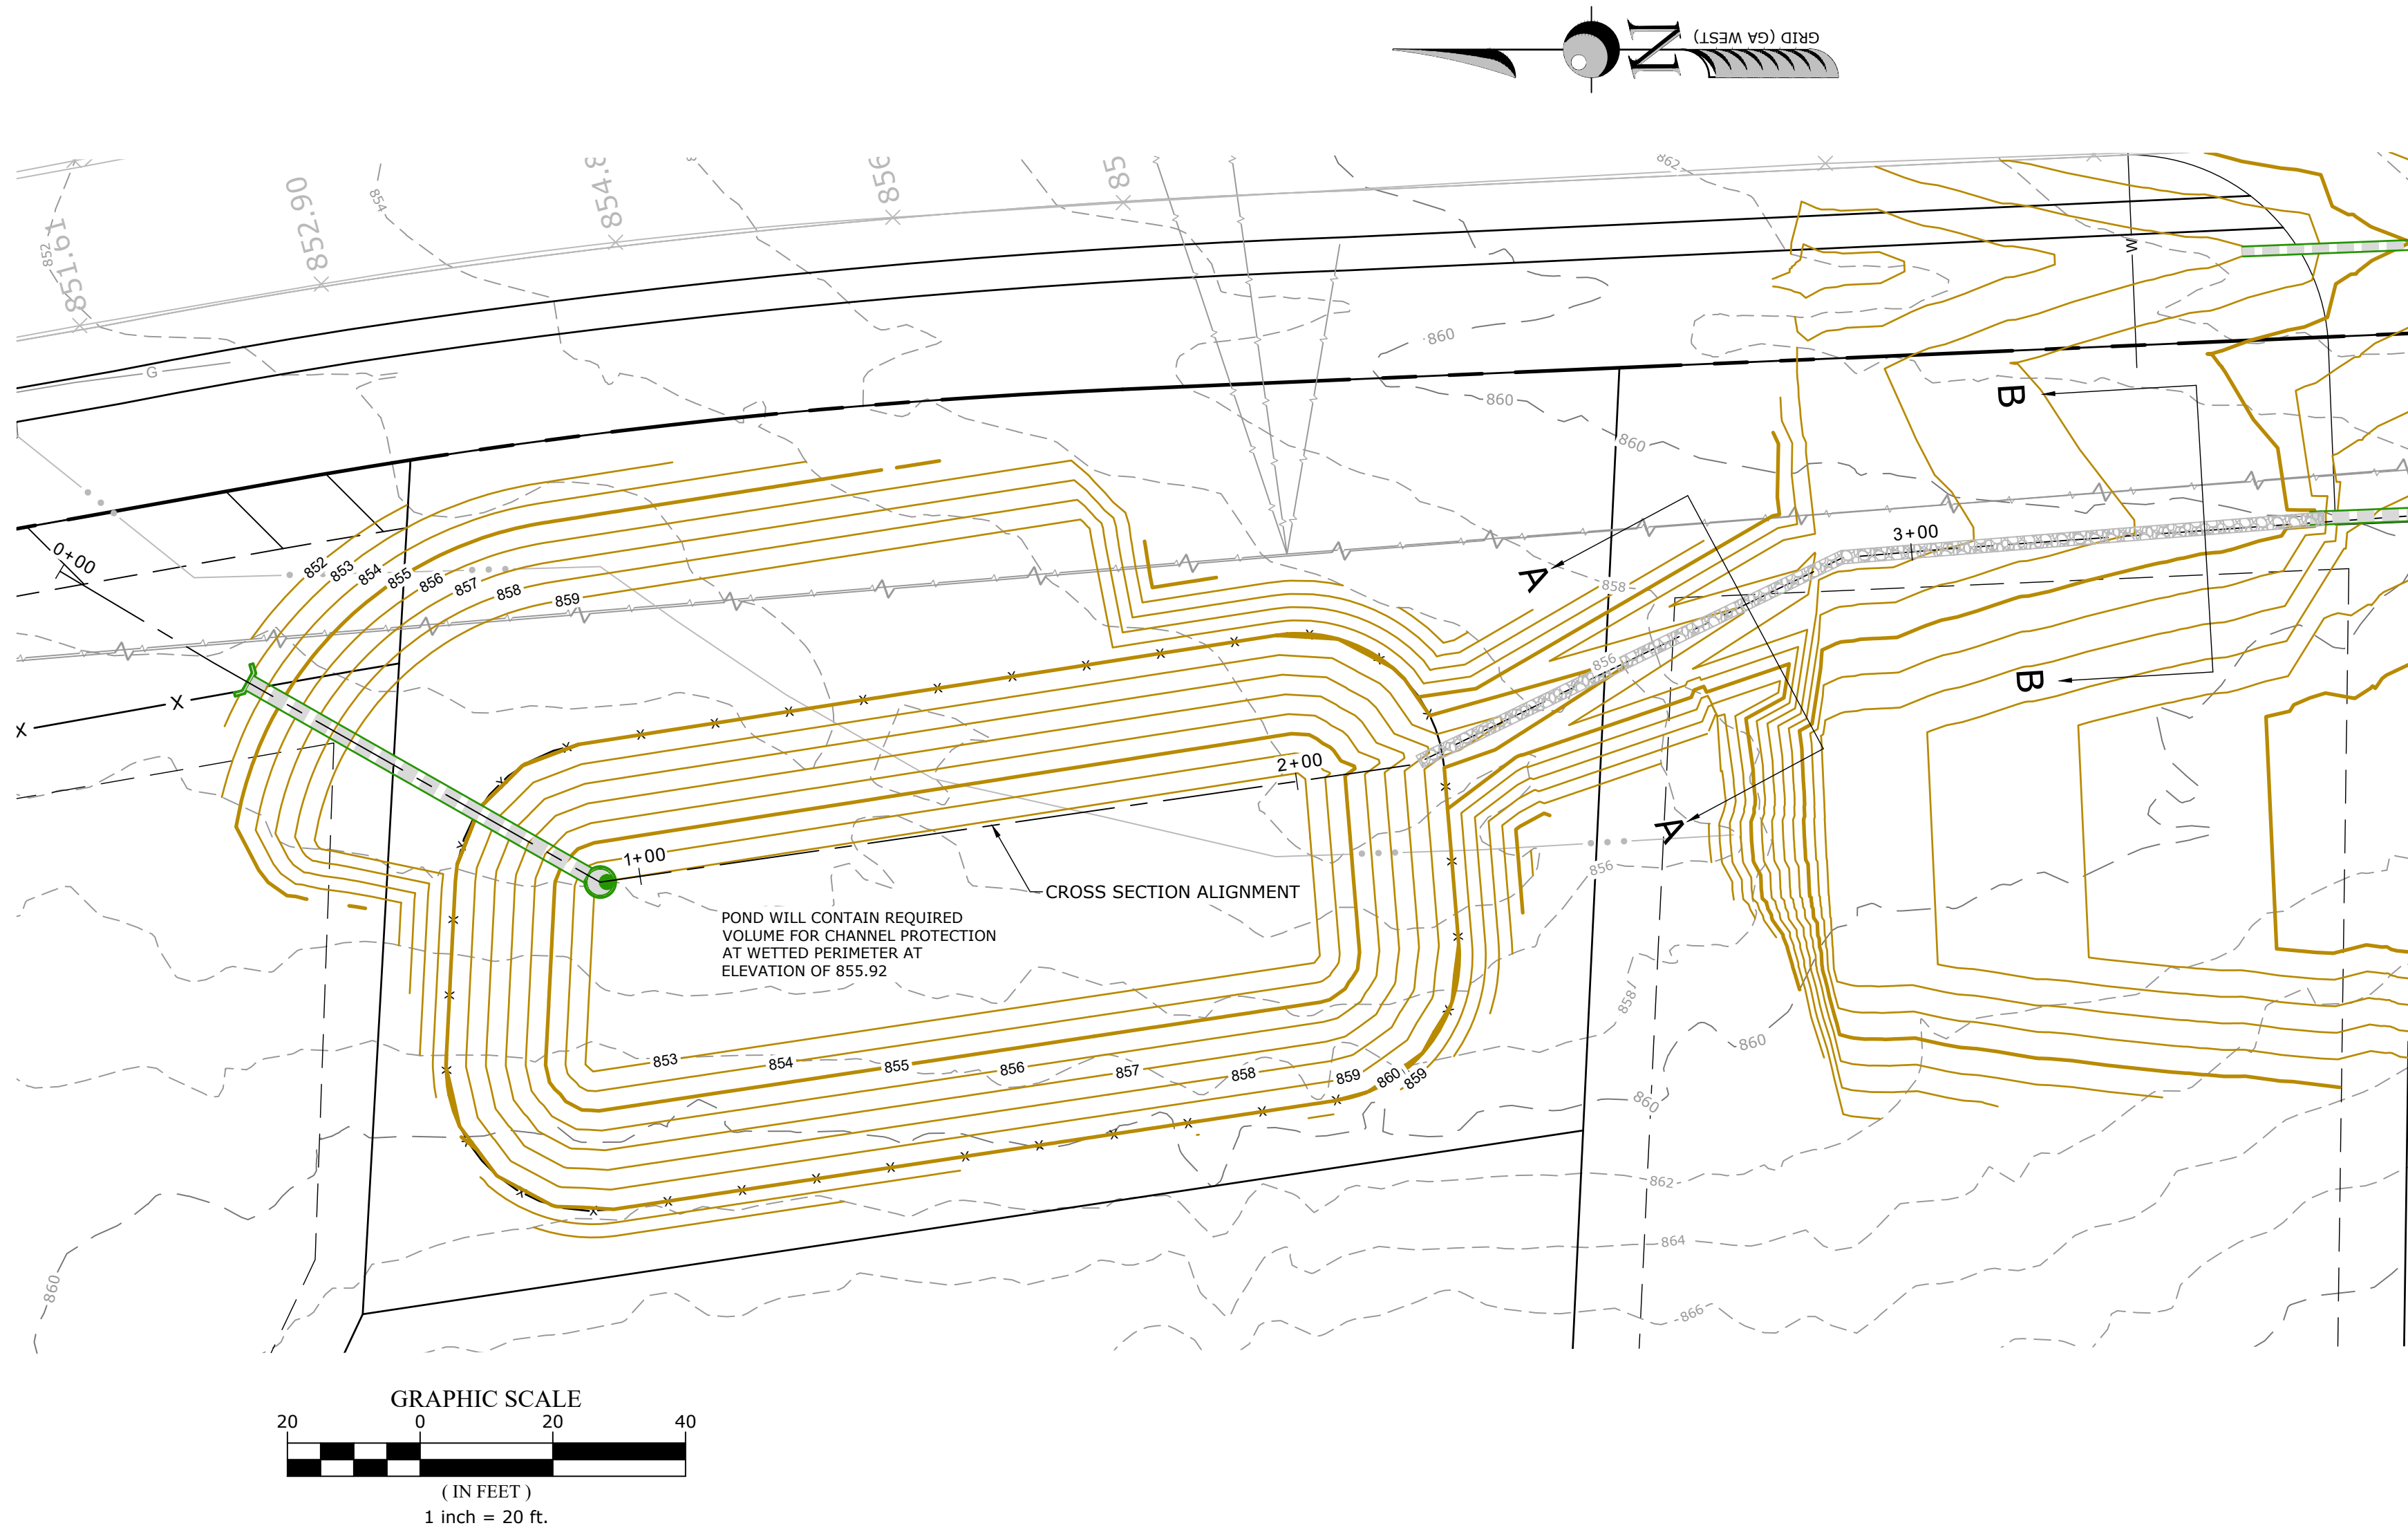 GRID (GA WEST)
N
862
854
852
851.61
852.90
854.8
856
85
860
W
G
860
860
B
0+00
852
853
854
855
856
857
858
859
3+00
A
858
856
B
X
X
2+00
1+00
A
856
CROSS SECTION ALIGNMENT
POND WILL CONTAIN REQUIRED
VOLUME FOR CHANNEL PROTECTION
AT WETTED PERIMETER AT
ELEVATION OF 855.92
858
860
853
854
855
856
857
858
859
860
859
860
862
864
860
866
GRAPHIC SCALE
20 0 20 40
( IN FEET )
1 inch = 20 ft.